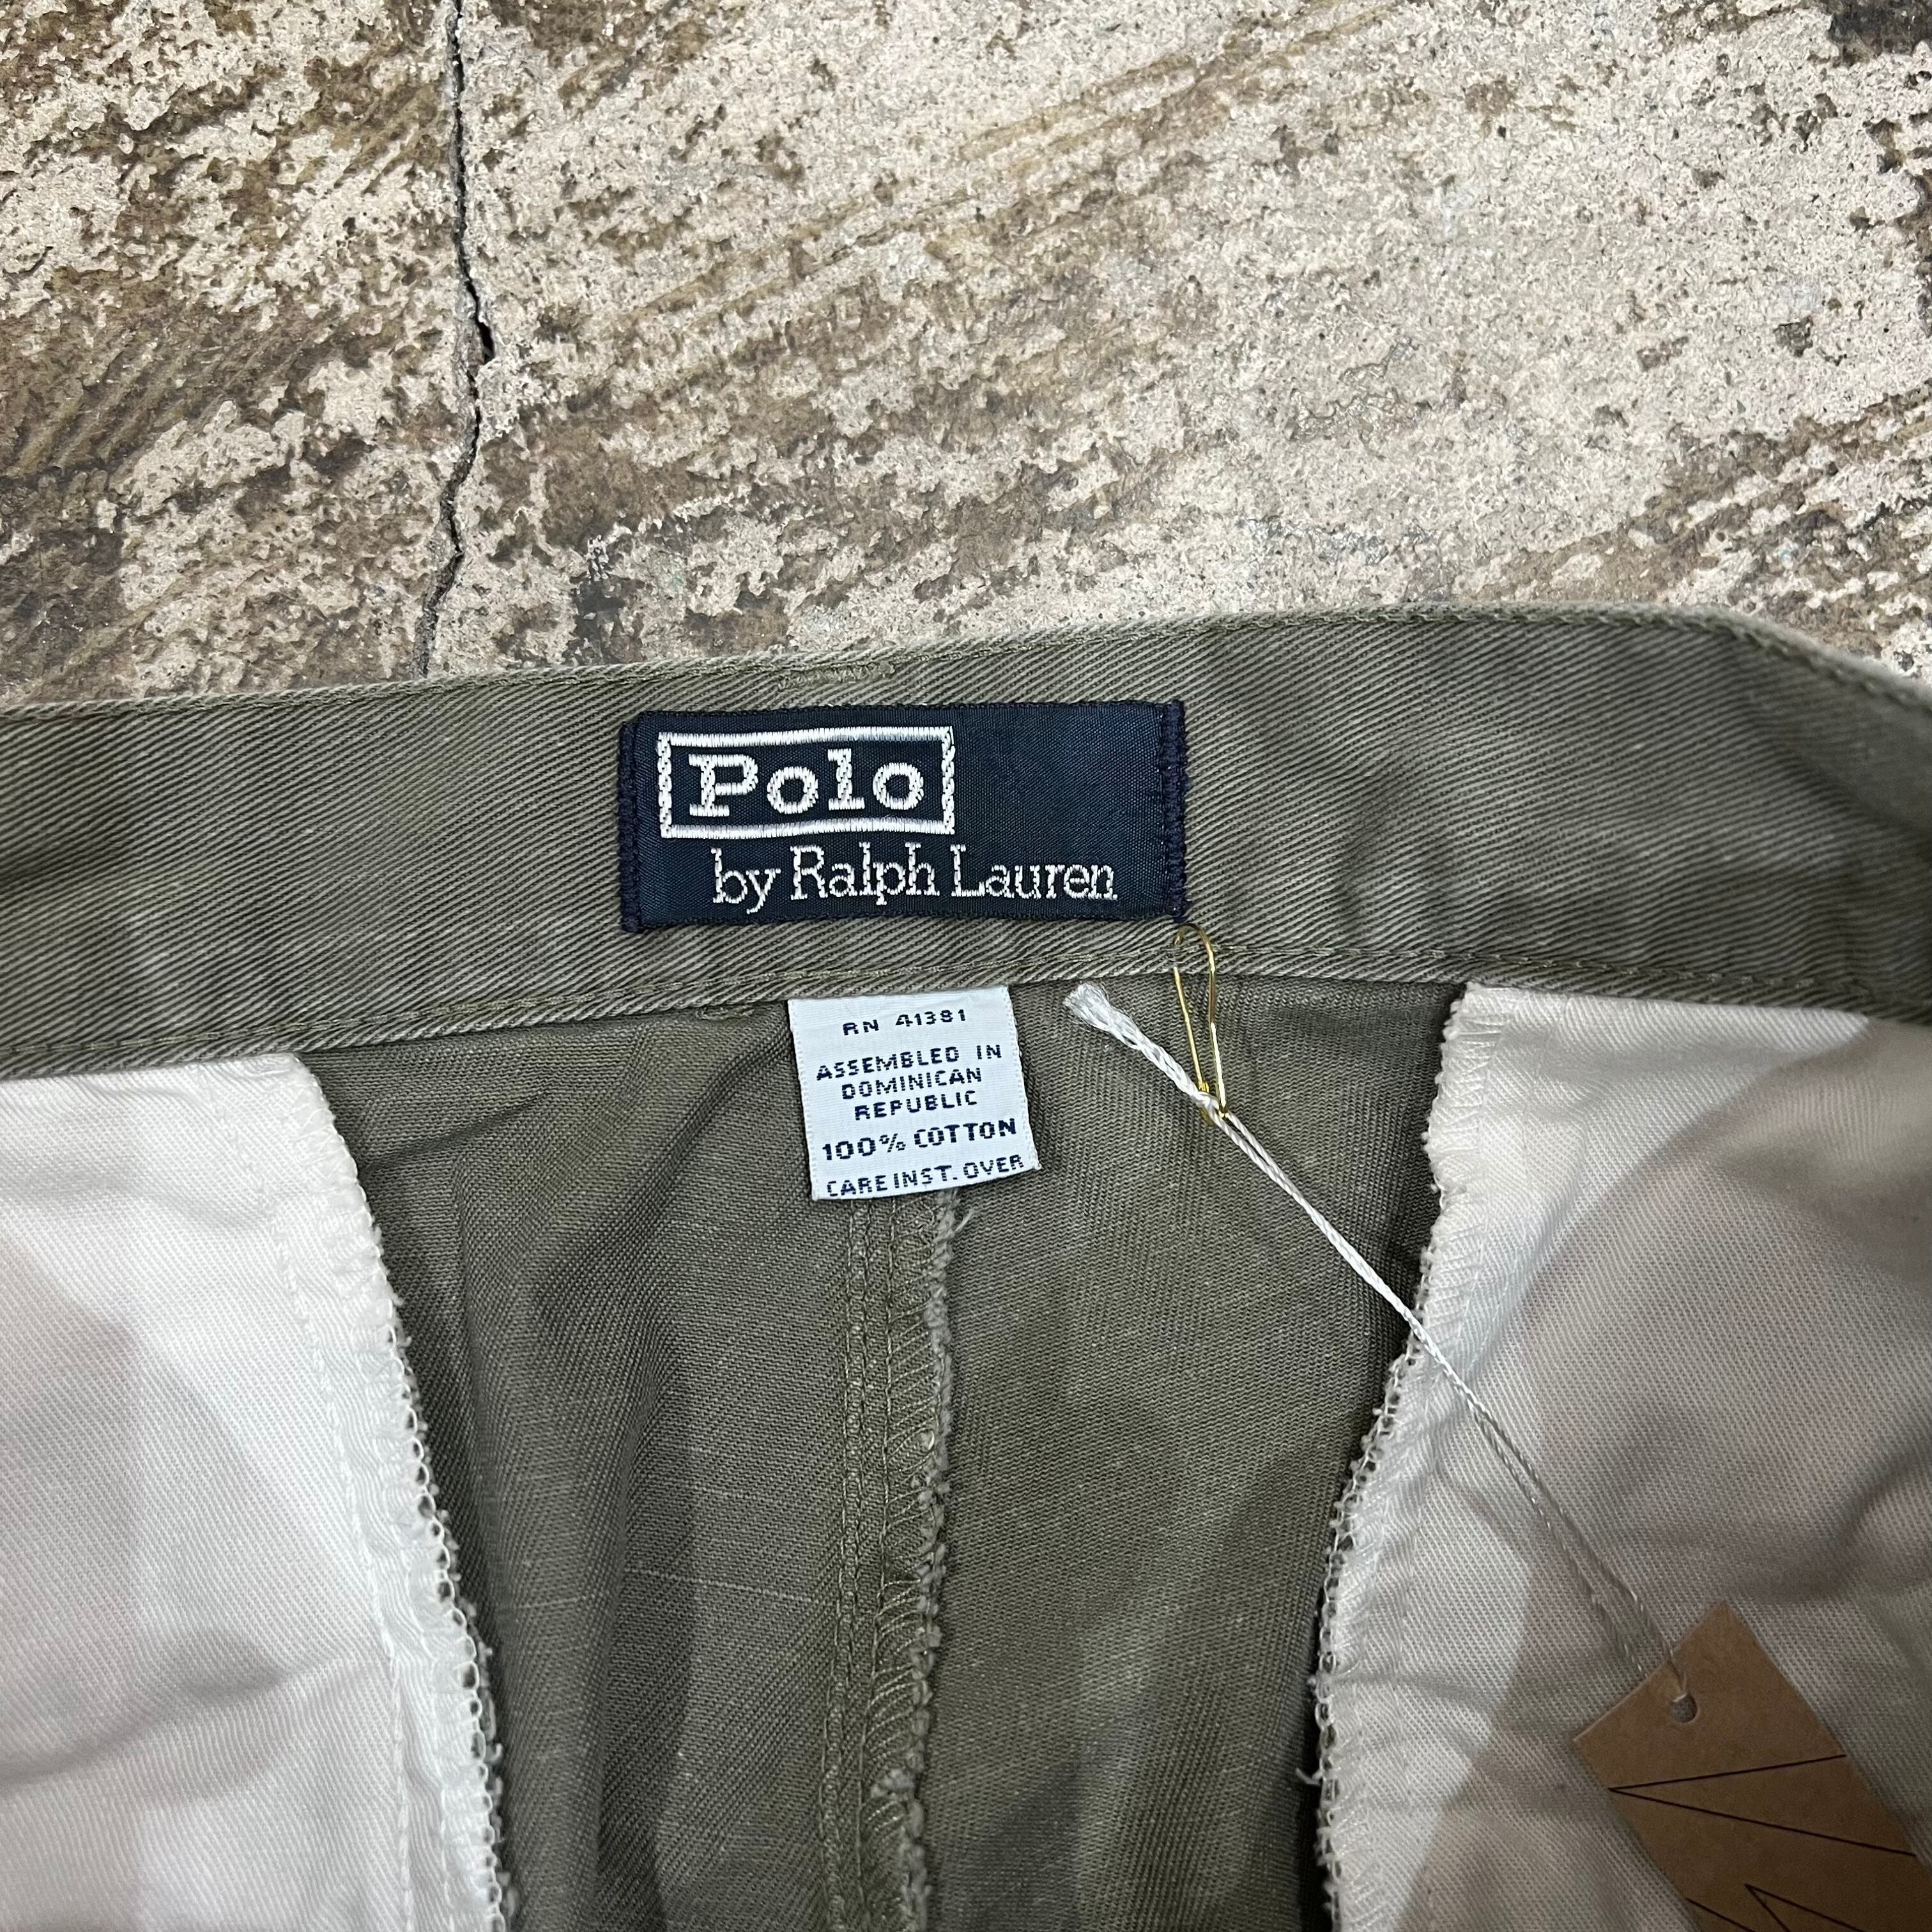 Polo
by Ralph Lauren
RN 41381
ASSEMBLED IN
DOMINICAN
REPUBLIC
100% COTTON
CARE INST. OVER